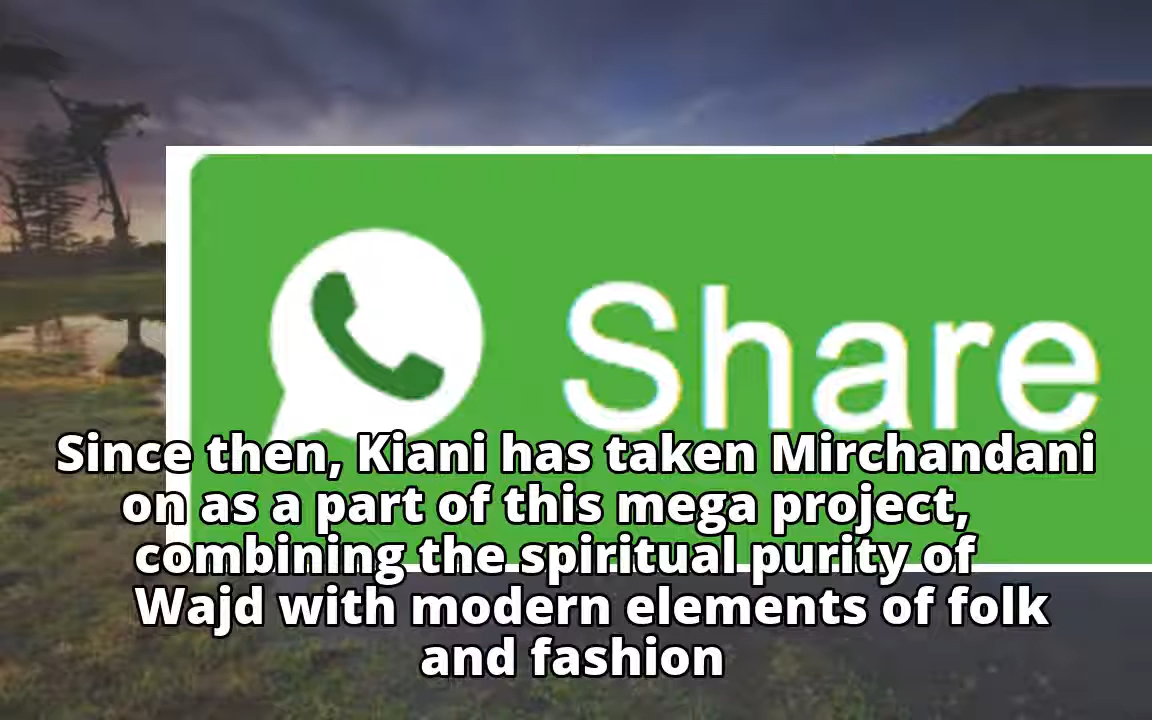 Share
Since then, Kiani has taken Mirchandani
on as a part of this mega project,
combining the spiritual purity of
Wajd with modern elements of folk
and fashion